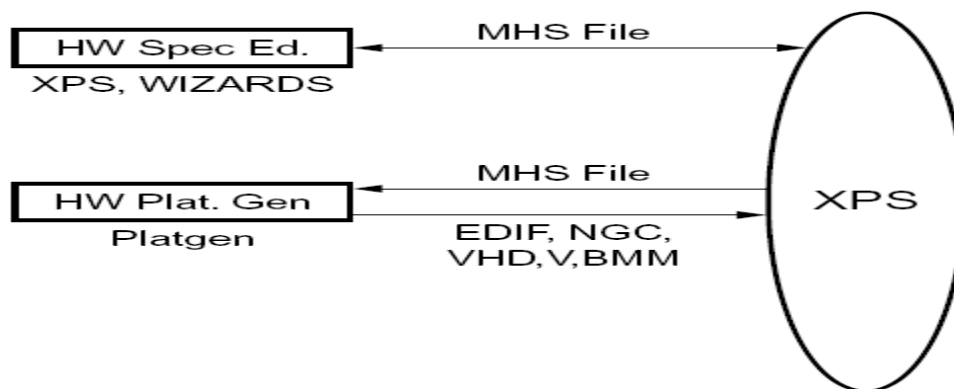 HW Spec Ed.
MHS File
XPS, WIZARDS
MHS File
HW Plat. Gen
XPS
Platgen
EDIF, NGC,
VHD,V,BMM